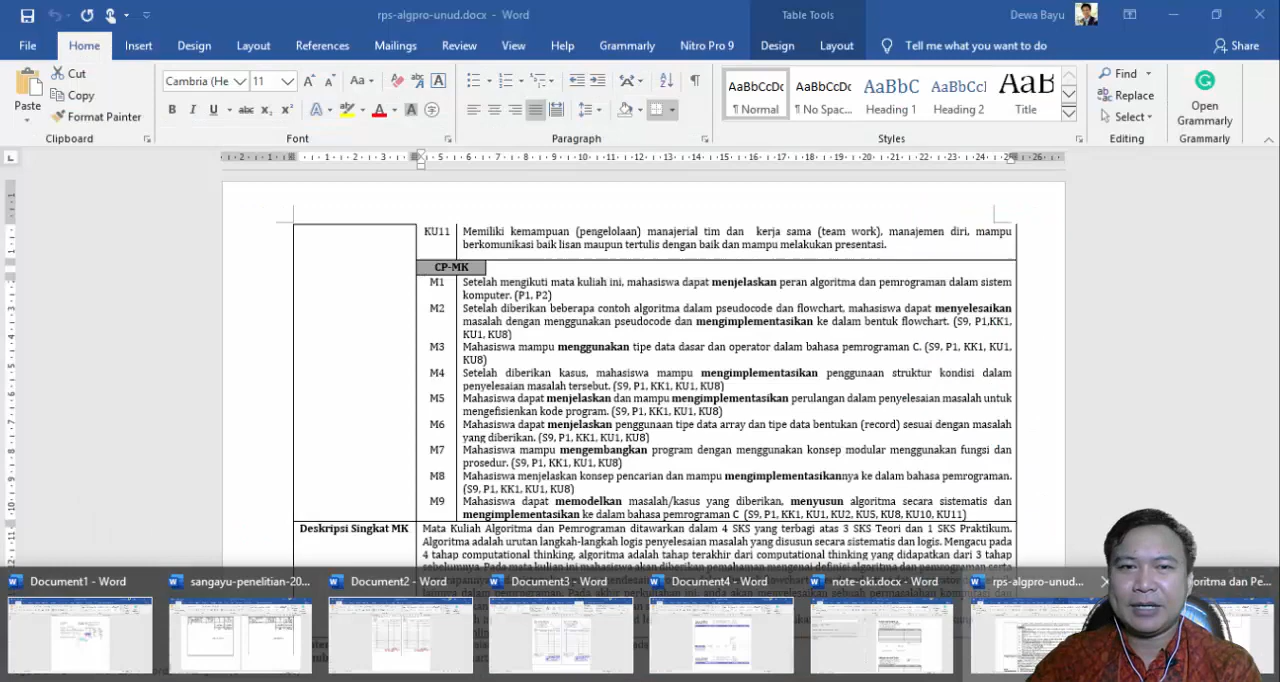 rps-algpro-unud.docx - Word
Table Tools
Dewa Bayu
File Home Insert Design Layout References Mailings Review View Help Grammarly Nitro Pro 9 Design Layout Tell me what you want to do Share
Cut
Copy
Format Painter
Paste
Clipboard
Cambria (He 11
Font
Paragraph
AaBbCcDc AaBbCcDc AaBbC AaBbCcI AaB
¶ Normal ¶ No Spac... Heading 1 Heading 2 Title
Styles
Find
Replace
Select
Editing
Open
Grammarly
Grammarly
KU11 Memiliki kemampuan (pengelolaan) manajerial tim dan kerja sama (team work), manajemen diri, mampu
berkomunikasi baik lisan maupun tertulis dengan baik dan mampu melakukan presentasi.
CP-MK
M1 Setelah mengikuti mata kuliah ini, mahasiswa dapat menjelaskan peran algoritma dan pemrograman dalam sistem
komputer. (P1, P2)
M2 Setelah diberikan beberapa contoh algoritma dalam pseudocode dan flowchart, mahasiswa dapat menyelesaikan
masalah dengan menggunakan pseudocode dan mengimplementasikan ke dalam bentuk flowchart. (S9, P1,KK1,
KU1, KU8)
M3 Mahasiswa mampu menggunakan tipe data dasar dan operator dalam bahasa pemrograman C. (S9, P1, KK1, KU1,
KU8)
M4 Setelah diberikan kasus, mahasiswa mampu mengimplementasikan penggunaan struktur kondisi dalam
penyelesaian masalah tersebut. (S9, P1, KK1, KU1, KU8)
M5 Mahasiswa dapat menjelaskan dan mampu mengimplementasikan perulangan dalam penyelesaian masalah untuk
mengefisienkan kode program. (S9, P1, KK1, KU1, KU8)
M6 Mahasiswa dapat menjelaskan penggunaan tipe data array dan tipe data bentukan (record) sesuai dengan masalah
yang diberikan. (S9, P1, KK1, KU1, KU8)
M7 Mahasiswa mampu mengembangkan program dengan menggunakan konsep modular menggunakan fungsi dan
prosedur. (S9, P1, KK1, KU1, KU8)
M8 Mahasiswa menjelaskan konsep pencarian dan mampu mengimplementasikannya ke dalam bahasa pemrograman.
(S9, P1, KK1, KU1, KU8)
M9 Mahasiswa dapat memodelkan masalah/kasus yang diberikan, menyusun algoritma secara sistematis dan
mengimplementasikan ke dalam bahasa pemrograman C (S9, P1, KK1, KU1, KU2, KU5, KU8, KU10, KU11)
Deskripsi Singkat MK Mata Kuliah Algoritma dan Pemrograman ditawarkan dalam 4 SKS yang terbagi atas 3 SKS Teori dan 1 SKS Praktikum.
Algoritma adalah urutan langkah-langkah logis penyelesaian masalah yang disusun secara sistematis dan logis. Mengacu pada
4 tahap computational thinking, algoritma adalah tahap terakhir dari computational thinking yang didapatkan dari 3 tahap
Document1 - Word sangayu-penelitian-20... Document2 - Word Document3 - Word Document4 - Word note-oki.docx - Word rps-algpro-unud.... oritma dan Pe...